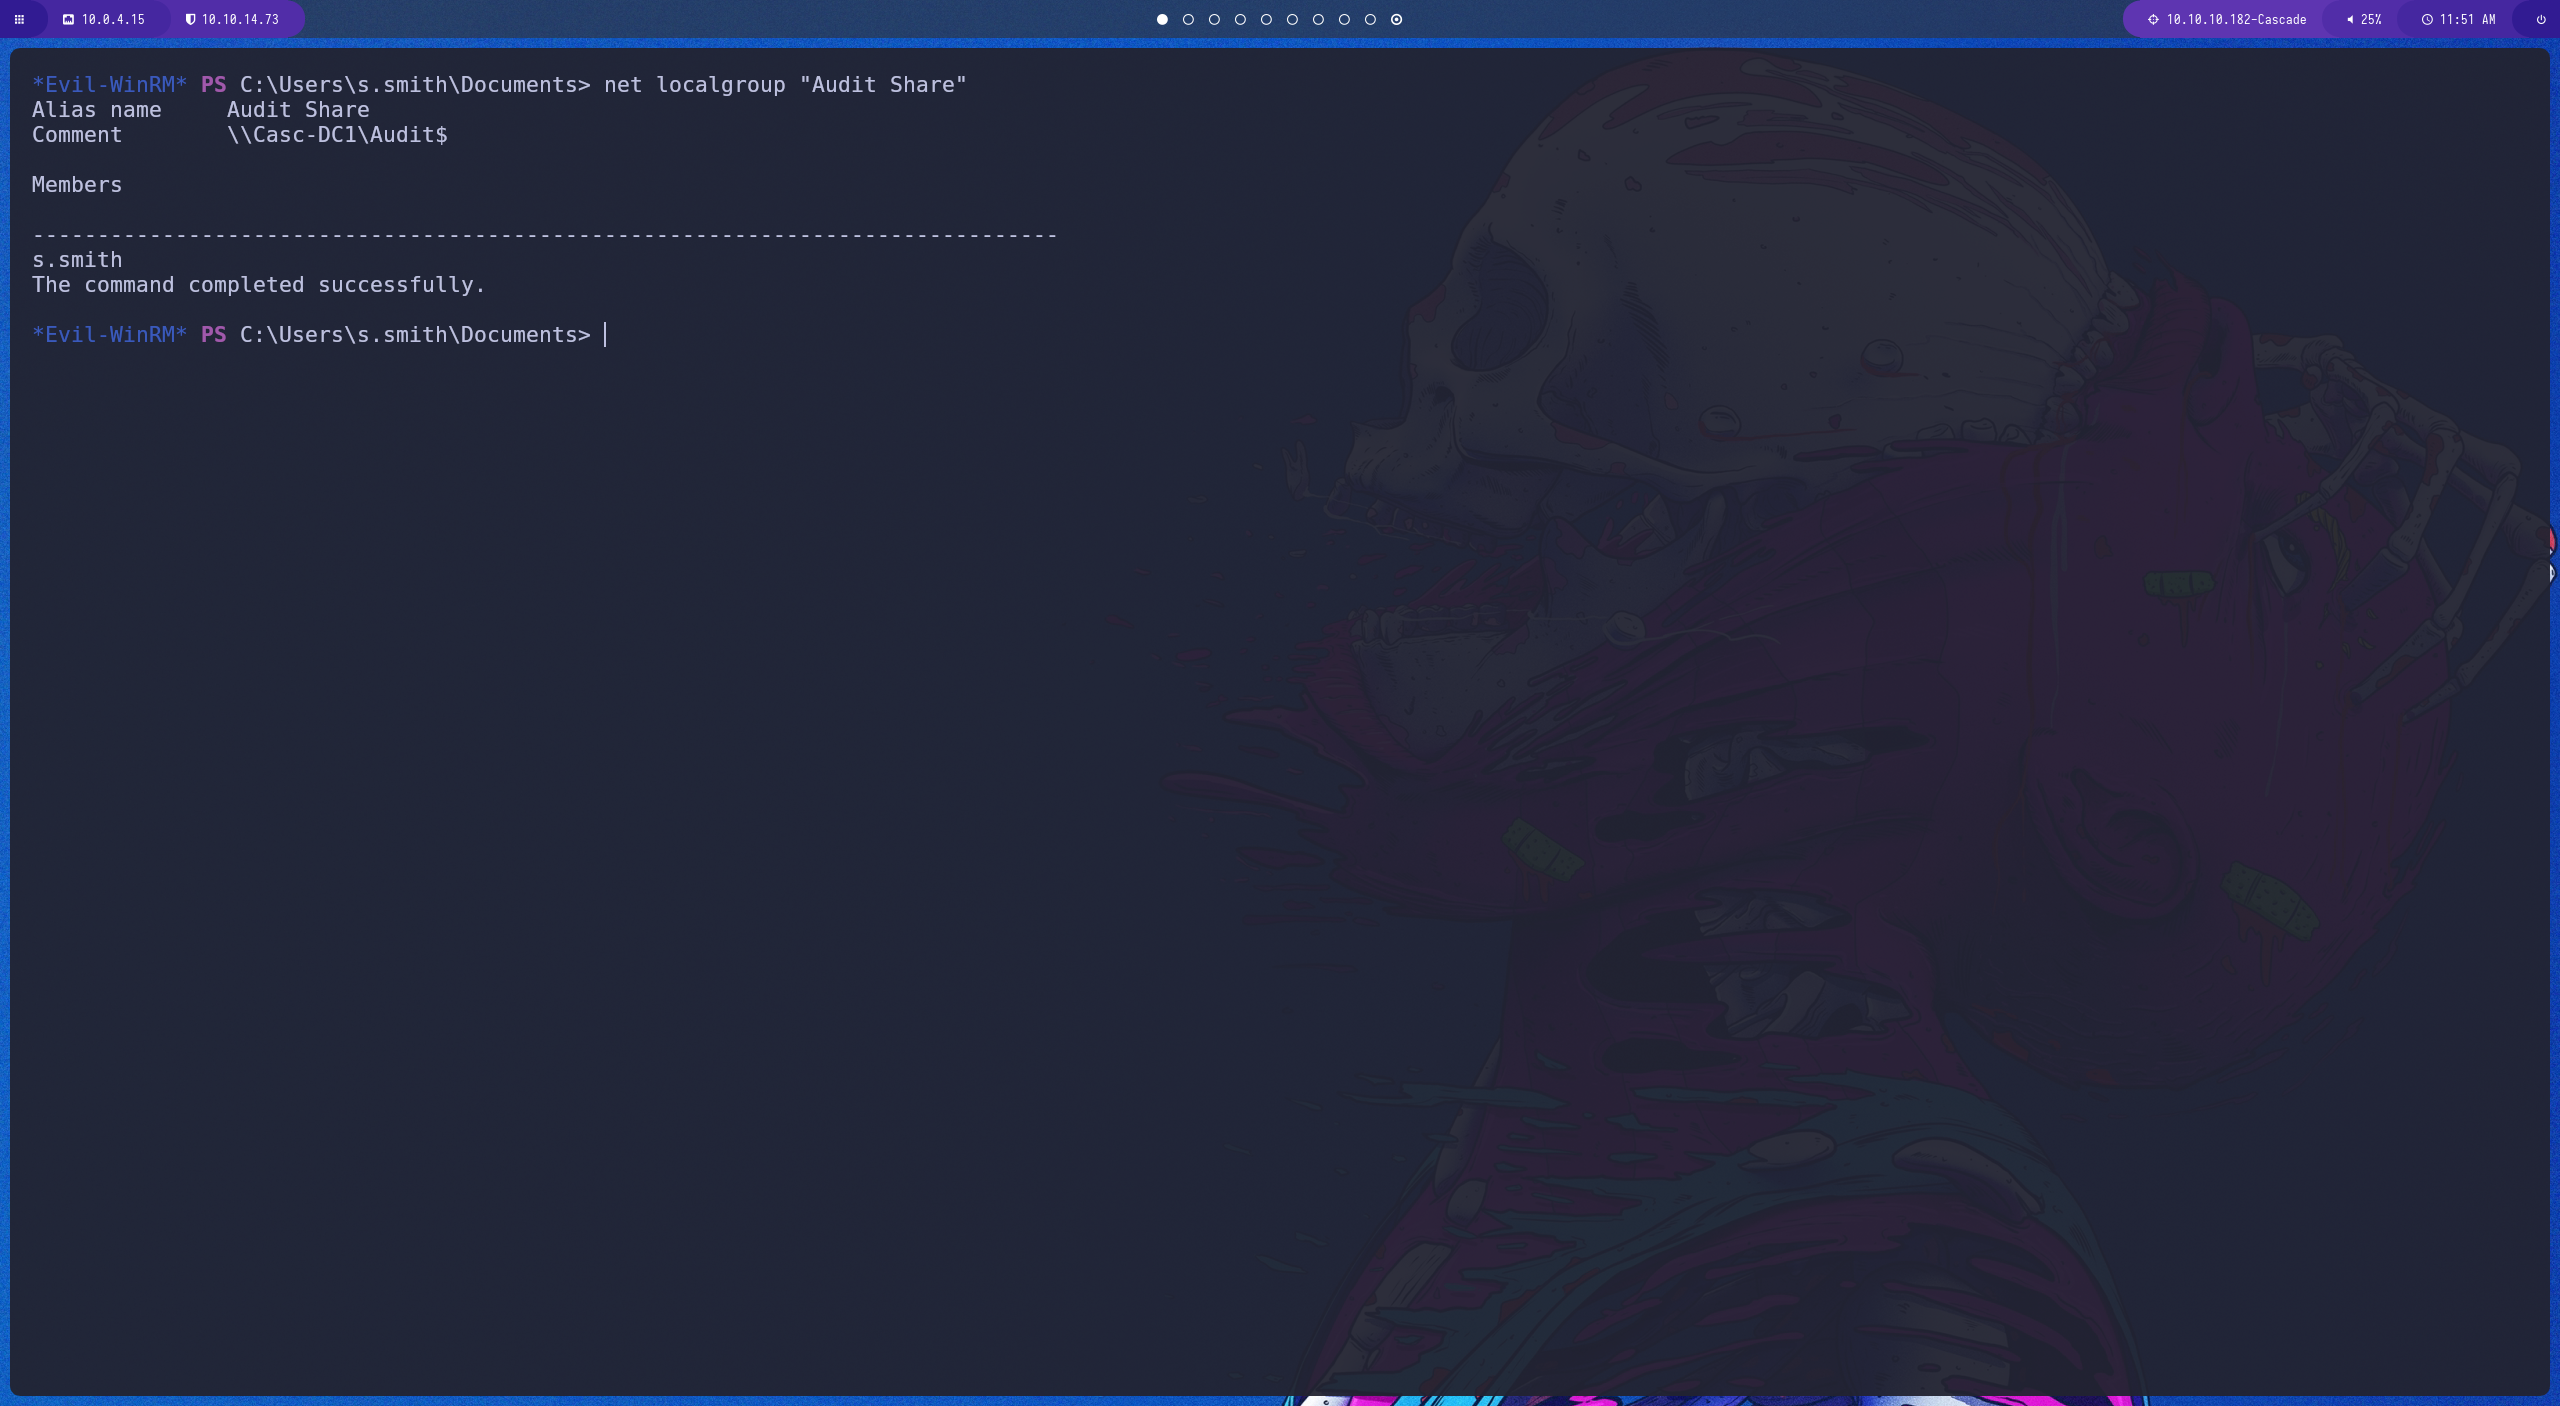 10.0.4.15 10.10.14.73 10.10.10.182-Cascade 25% 11:51 AM
*Evil-WinRM* PS C:\Users\s.smith\Documents> net localgroup "Audit Share"
Alias name     Audit Share
Comment        \\Casc-DC1\Audit$
Members
-------------------------------------------------------------------------------
s.smith
The command completed successfully.
*Evil-WinRM* PS C:\Users\s.smith\Documents>